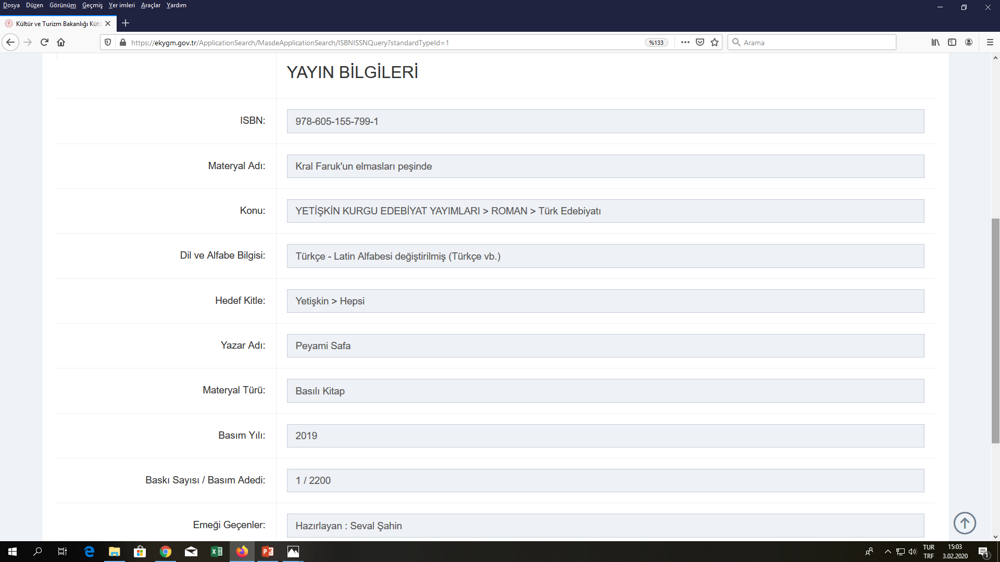 Dosya Düzen Görünüm Geçmiş Yer imleri Araçlar Yardım
Kültür ve Turizm Bakanlığı Kütü
https://ekygm.gov.tr/ApplicationSearch/MasdeApplicationSearch/ISBNISSNQuery?standardTypeId=1
%133
Arama
YAYIN BİLGİLERİ
ISBN: 978-605-155-799-1
Materyal Adı: Kral Faruk'un elmasları peşinde
Konu: YETİŞKİN KURGU EDEBİYAT YAYIMLARI > ROMAN > Türk Edebiyatı
Dil ve Alfabe Bilgisi: Türkçe - Latin Alfabesi değiştirilmiş (Türkçe vb.)
Hedef Kitle: Yetişkin > Hepsi
Yazar Adı: Peyami Safa
Materyal Türü: Basılı Kitap
Basım Yılı: 2019
Baskı Sayısı / Basım Adedi: 1 / 2200
Emeği Geçenler: Hazırlayan : Seval Şahin
TUR 15:03
TRF 3.02.2020
1